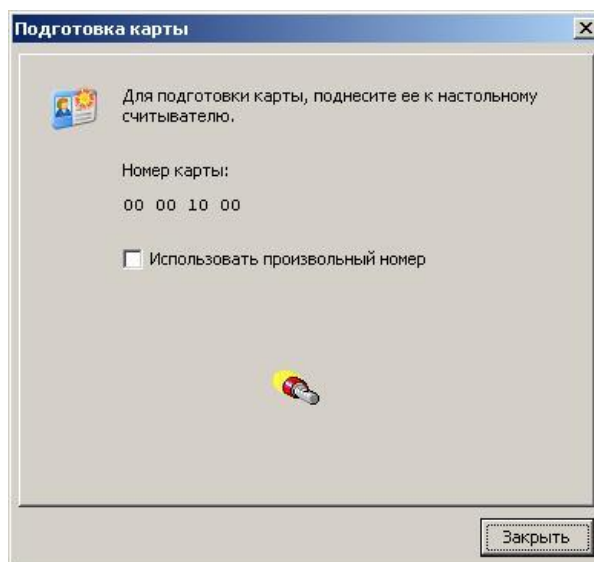 Подготовка карты
Для подготовки карты, поднесите ее к настольному
считывателю.
Номер карты:
00 00 10 00
Использовать произвольный номер
Закрыть